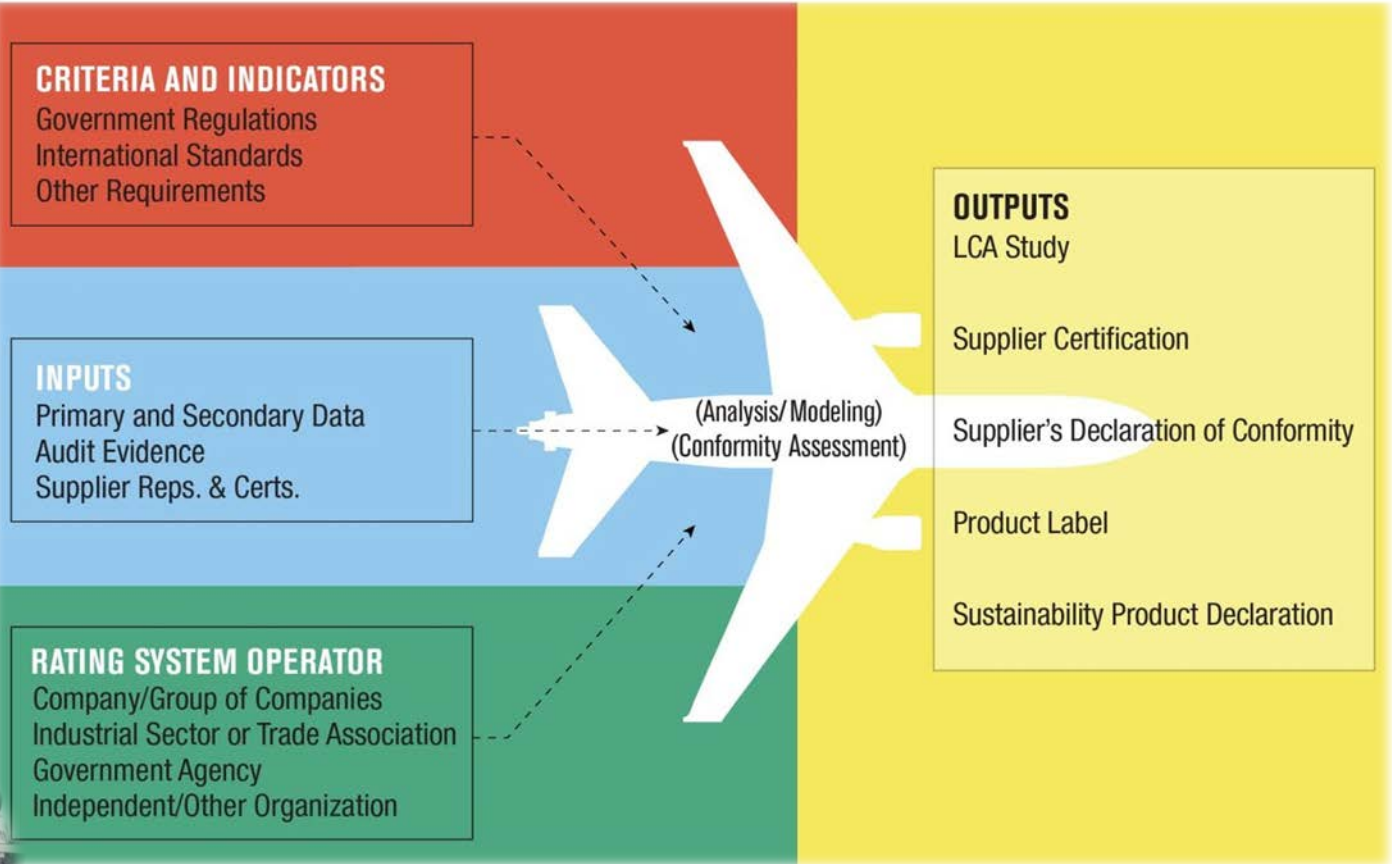 CRITERIA AND INDICATORS
Government Regulations
International Standards
Other Requirements
INPUTS
Primary and Secondary Data
Audit Evidence
Supplier Reps. & Certs.
RATING SYSTEM OPERATOR
Company/Group of Companies
Industrial Sector or Trade Association
Government Agency
Independent/Other Organization
(Analysis/Modeling)
(Conformity Assessment)
OUTPUTS
LCA Study
Supplier Certification
Supplier's Declaration of Conformity
Product Label
Sustainability Product Declaration